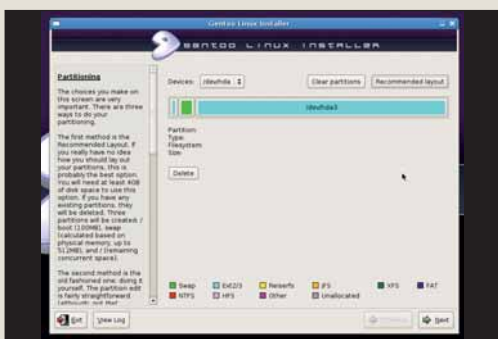 Gentoo Linux Installer
GENTOO LINUX INSTALLER
Partitioning
The choices you make on
this screen are very
important. There are three
ways to do your
partitioning.
The first method is the
Recommended Layout. If
you really have no idea
how you should lay out
your partitions, this is
probably the best option.
You will need at least 4GB
of disk space to use this
option. If you have any
existing partitions, they
will be deleted. Three
partitions will be created: /
boot (100MB), swap
(calculated based on
physical memory, up to
512MB), and / (remaining
concurrent space).
The second method is the
old fashioned one: doing it
yourself. The partition edit
is fairly straightforward
(although, not that
Devices: /dev/hda
Clear partitions
Recommended layout
/dev/hda3
Partition:
Type:
Filesystem:
Size:
Delete
Swap Ext2/3 Reiserfs JFS XFS FAT
NTFS HFS Other Unallocated
Exit View Log Next